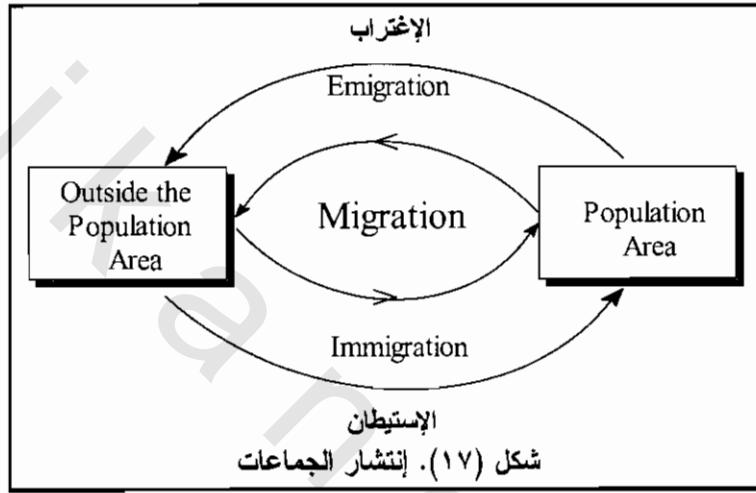 الإغتراب
Emigration
Outside the
Population
Area
Migration
Population
Area
Immigration
الإستيطان
شكل (١٧). إنتشار الجماعات